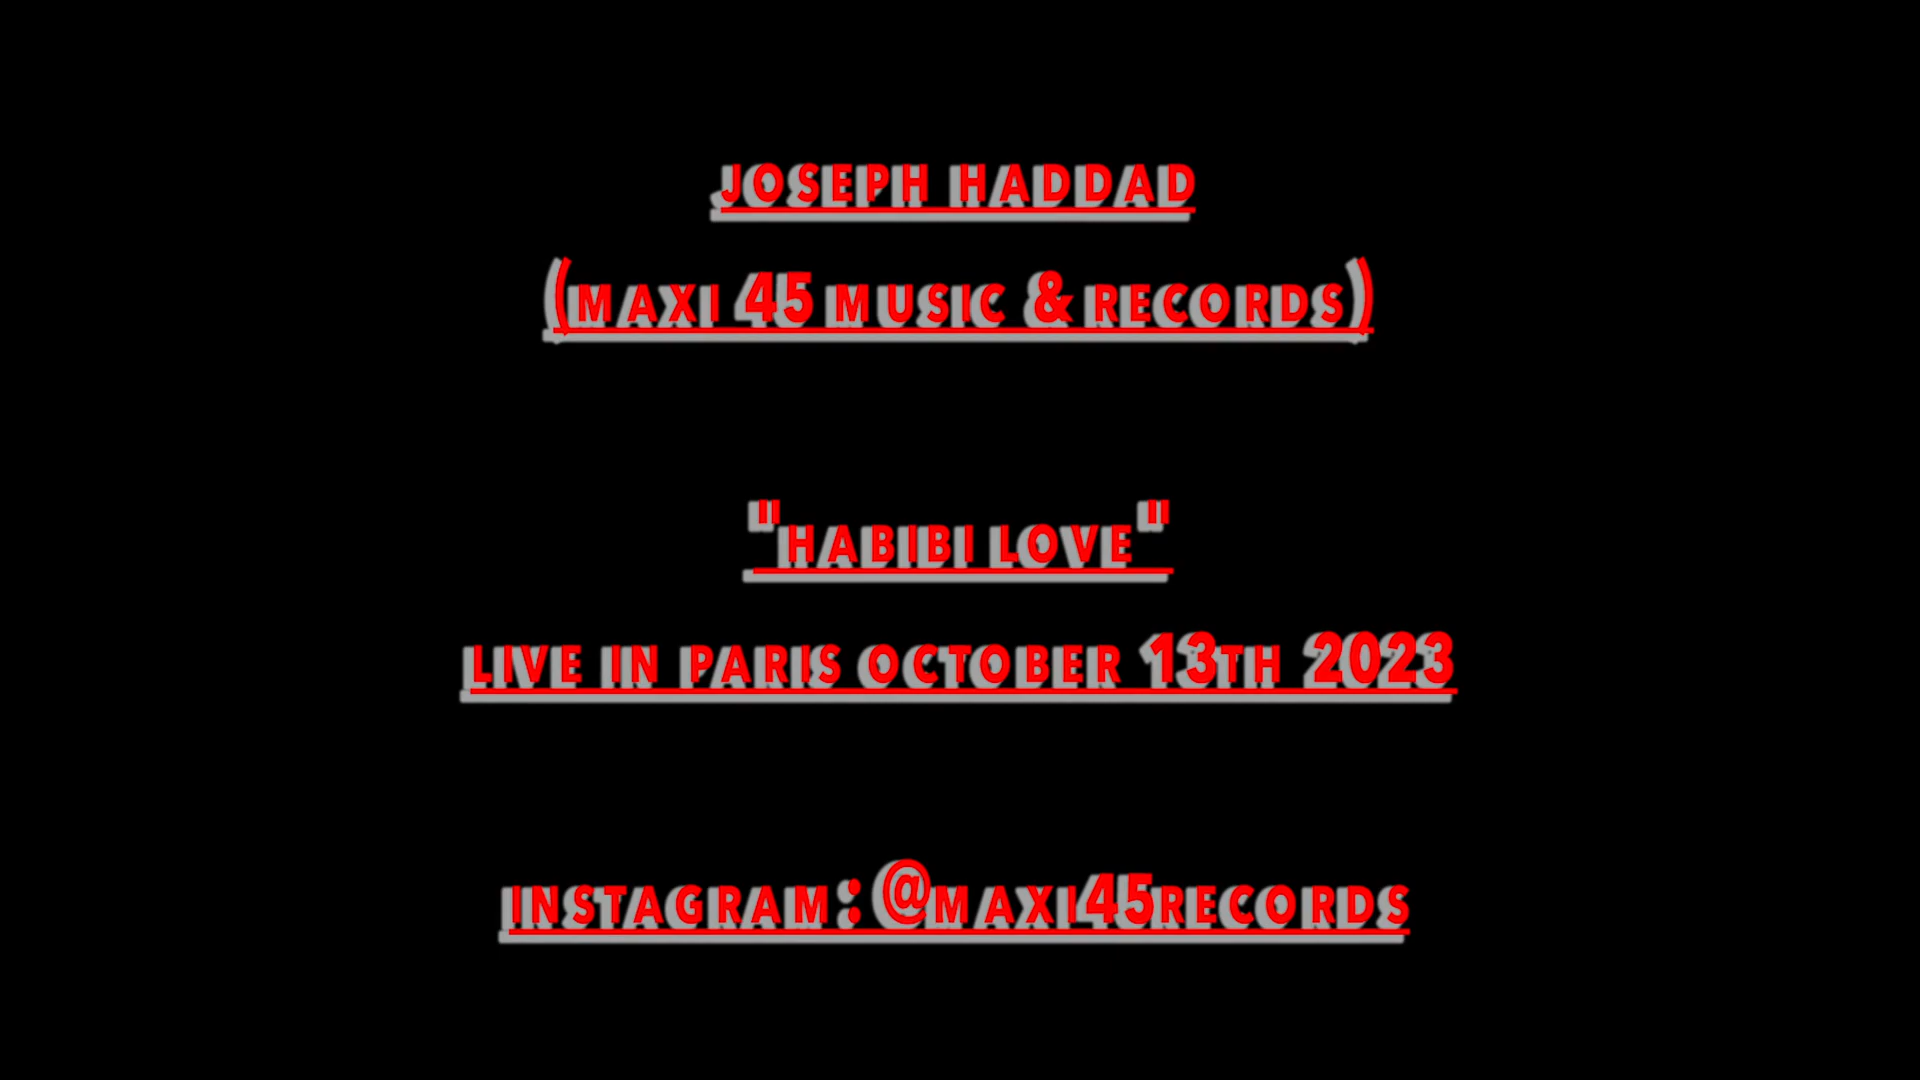 JOSEPH HADDAD
(MAXI 45 MUSIC & RECORDS)
"HABIBI LOVE"
LIVE IN PARIS OCTOBER 13TH 2023
INSTAGRAM: @MAXI45RECORDS